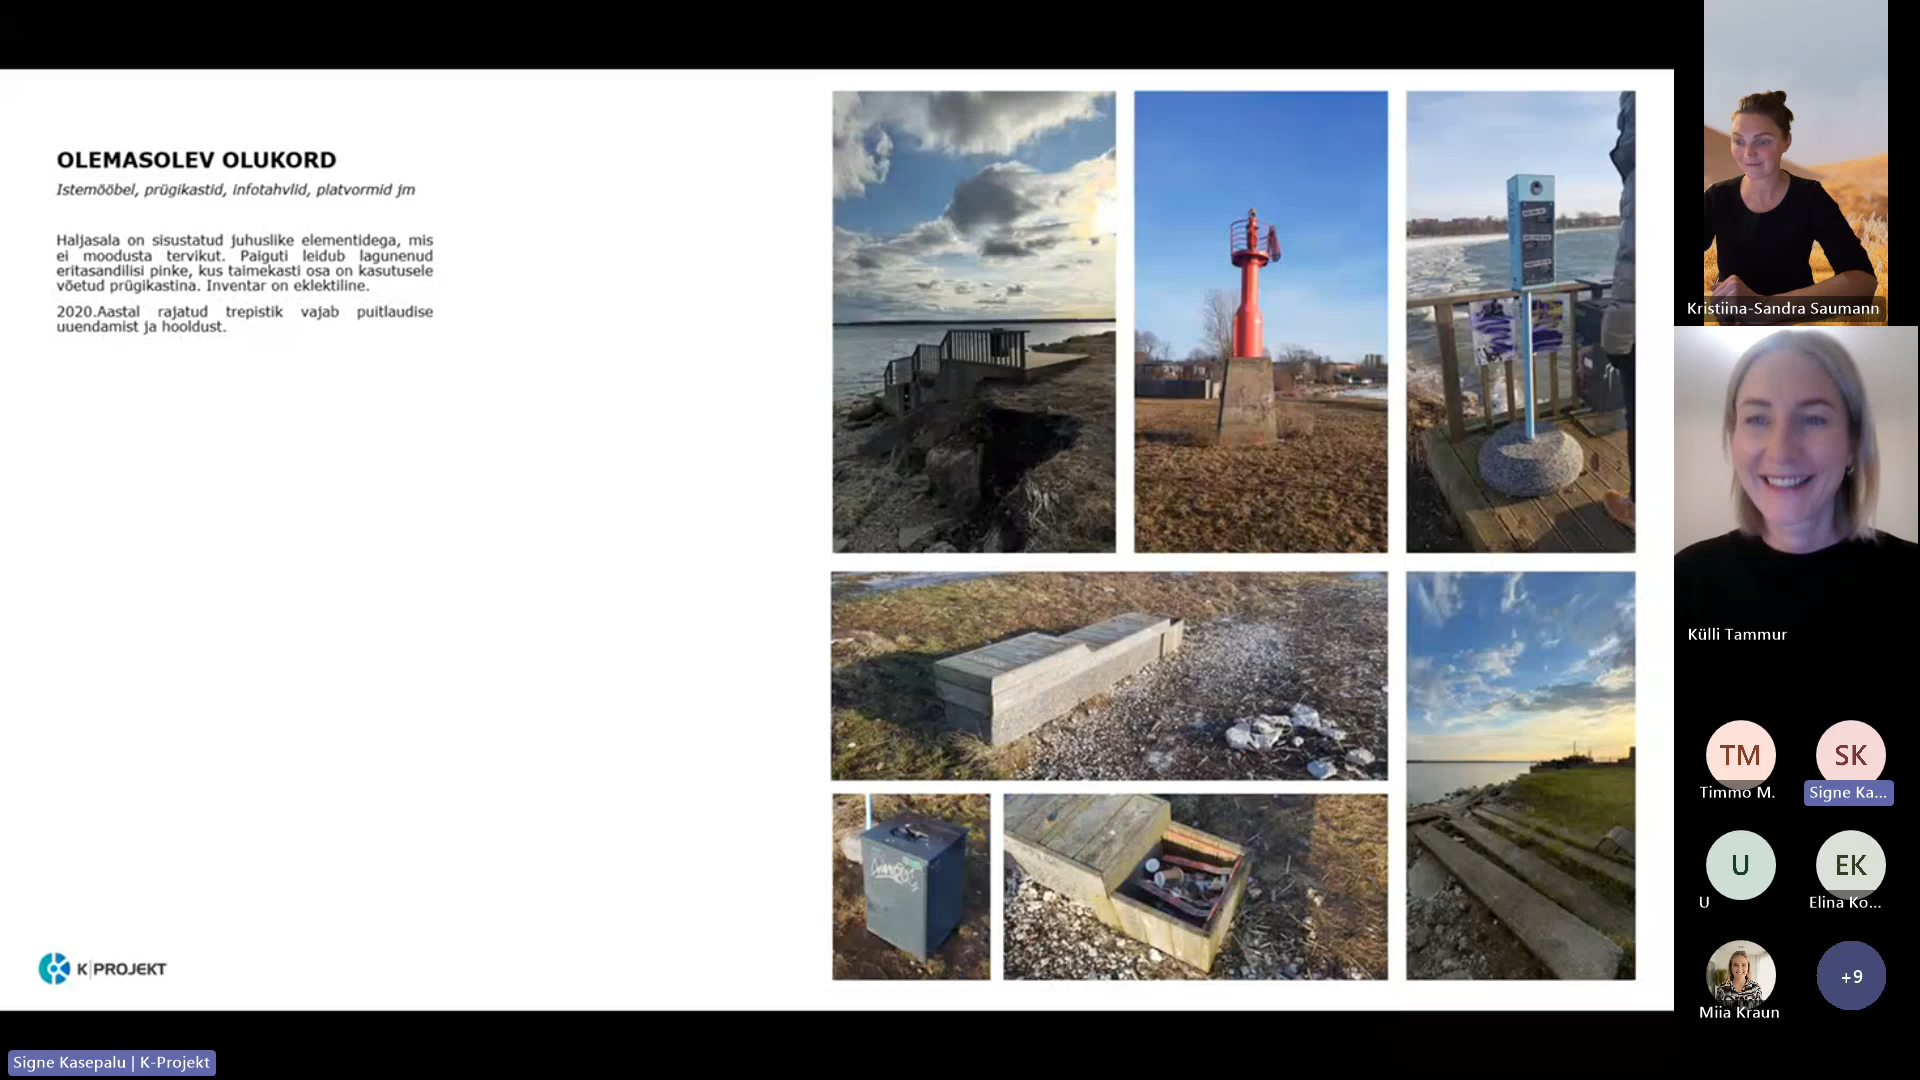 OLEMASOLEV OLUKORD
Istemööbel, prügikastid, infotahvlid, platvormid jm
Haljasala on sisustatud juhuslike elementidega, mis
ei moodusta tervikut. Paiguti leidub lagunenud
eritasandilisi pinke, kus taimekasti osa on kasutusele
võetud prügikastina. Inventar on eklektiline.
2020.Aastal rajatud trepistik vajab puitlaudise
uuendamist ja hooldust.
K|PROJEKT
Signe Kasepalu | K-Projekt
Kristiina-Sandra Saumann
Külli Tammur
TM
Timmo M.
SK
Signe Ka...
U
U
EK
Elina Ko...
Miia Kraun
+9